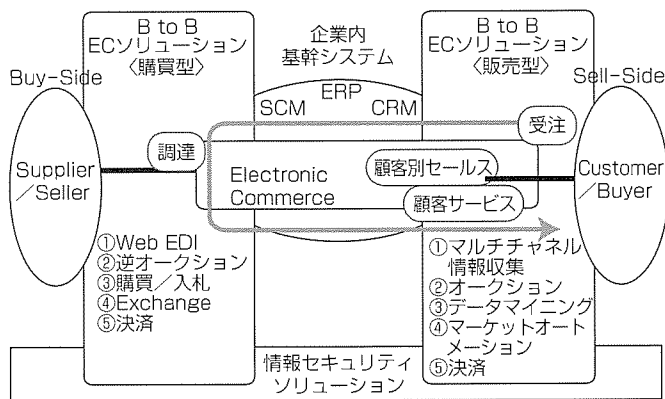 B to B
ECソリューション
〈購買型〉
企業内
基幹システム
B to B
ECソリューション
〈販売型〉
Buy-Side
Sell-Side
ERP
SCM
CRM
受注
調達
Supplier
／Seller
Electronic
Commerce
顧客別セールス
顧客サービス
Customer
／Buyer
①Web EDI
②逆オークション
③購買／入札
④Exchange
⑤決済
①マルチチャネル
情報収集
②オークション
③データマイニング
④マーケットオート
メーション
⑤決済
情報セキュリティ
ソリューション